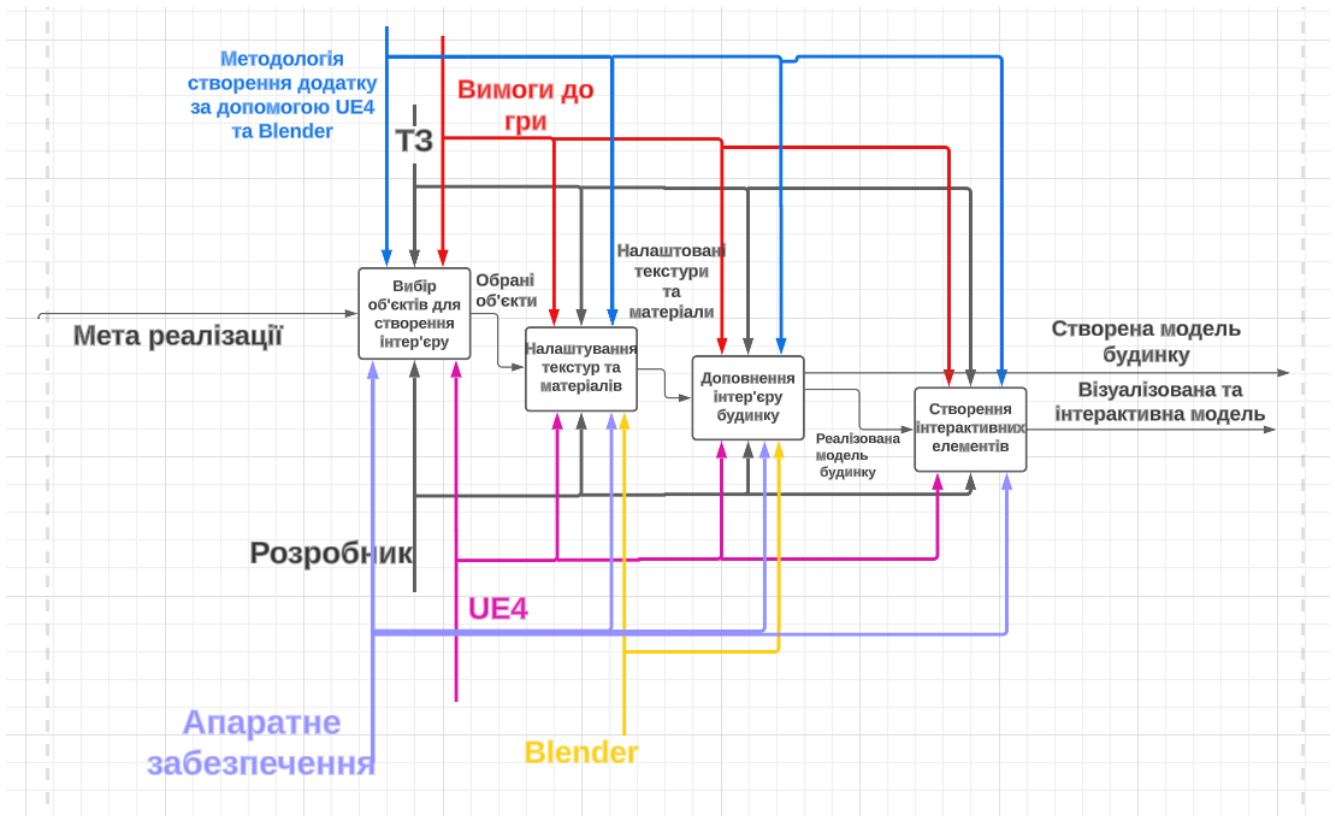 Методологія
створення додатку
за допомогою UE4
та Blender
Вимоги до
гри
ТЗ
Налаштовані
текстури
та
матеріали
Обрані
об'єкти
Вибір
об'єктів для
створення
інтер'єру
Мета реалізації
Налаштування
текстур та
матеріалів
Доповнення
інтер'єру
будинку
Створена модель
будинку
Візуалізована та
інтерактивна модель
Створення
інтерактивних
елементів
Реалізована
модель
будинку
Розробник
UE4
Апаратне
забезпечення
Blender